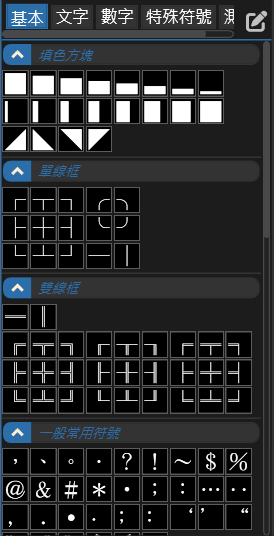 基本 文字 數字 特殊符號
填色方塊
█ ▇ ▆ ▅ ▄ ▃ ▂ ▁
▏ ▎ ▍ ▌ ▋ ▊ ▉
◢ ◣ ◥ ◤
單線框
┌ ┬ ┐ ╭ ╮
├ ┼ ┤ ╰ ╯
└ ┴ ┘ ─ │
雙線框
═ ║
╔ ╦ ╗ ╓ ╥ ╖ ╒ ╤ ╕
╠ ╬ ╣ ╟ ╫ ╢ ╞ ╪ ╡
╚ ╩ ╝ ╙ ╨ ╜ ╘ ╧ ╛
一般常用符號
， 、 。 . ? ! ～ $ %
@ & # * ‧ ； ： … ‥
﹐ ﹒ • · ； ： ‘ ’ “